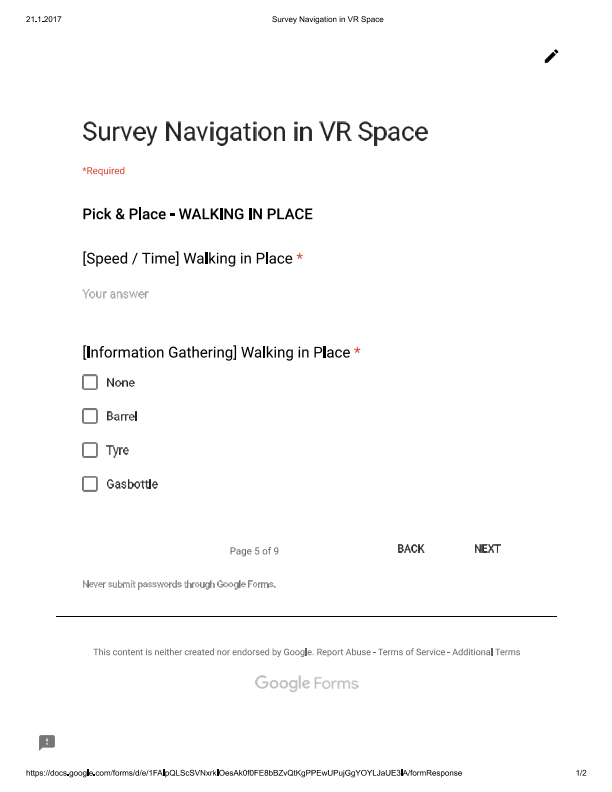 21.1.2017 Survey Navigation in VR Space
Survey Navigation in VR Space
*Required
Pick & Place - WALKING IN PLACE
[Speed / Time] Walking in Place *
Your answer
[Information Gathering] Walking in Place *
None
Barrel
Tyre
Gasbottle
Page 5 of 9 BACK NEXT
Never submit passwords through Google Forms.
This content is neither created nor endorsed by Google. Report Abuse - Terms of Service - Additional Terms
Google Forms
https://docs.google.com/forms/d/e/1FAIpQLScSVNxrklOesAk0f0FE8bBZvQtKgPPEwUPujGgYOYLJaUE3lA/formResponse 1/2